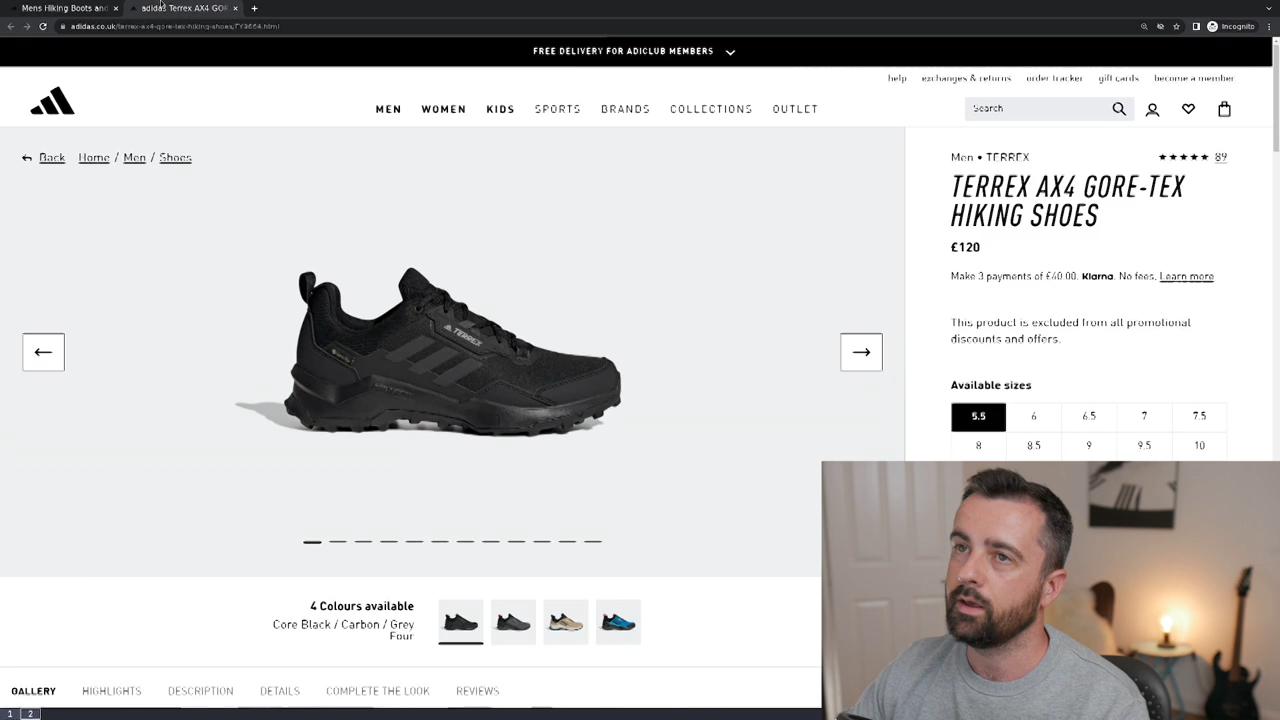 Mens Hiking Boots and
adidas Terrex AX4 GOR
Incognito
FREE DELIVERY FOR ADICLUB MEMBERS
help
exchanges & returns
order tracker
gift cards
become a member
MEN
WOMEN
KIDS
SPORTS
BRANDS
COLLECTIONS
OUTLET
Search
Back
Home / Men / Shoes
Men • TERREX
89
TERREX AX4 GORE-TEX
HIKING SHOES
£120
Make 3 payments of £40.00. Klarna. No fees. Learn more
This product is excluded from all promotional
discounts and offers.
Available sizes
5.5 6 6.5 7 7.5
8 8.5 9 9.5 10
TERREX
4 Colours available
Core Black / Carbon / Grey
Four
GALLERY
HIGHLIGHTS
DESCRIPTION
DETAILS
COMPLETE THE LOOK
REVIEWS
1 2